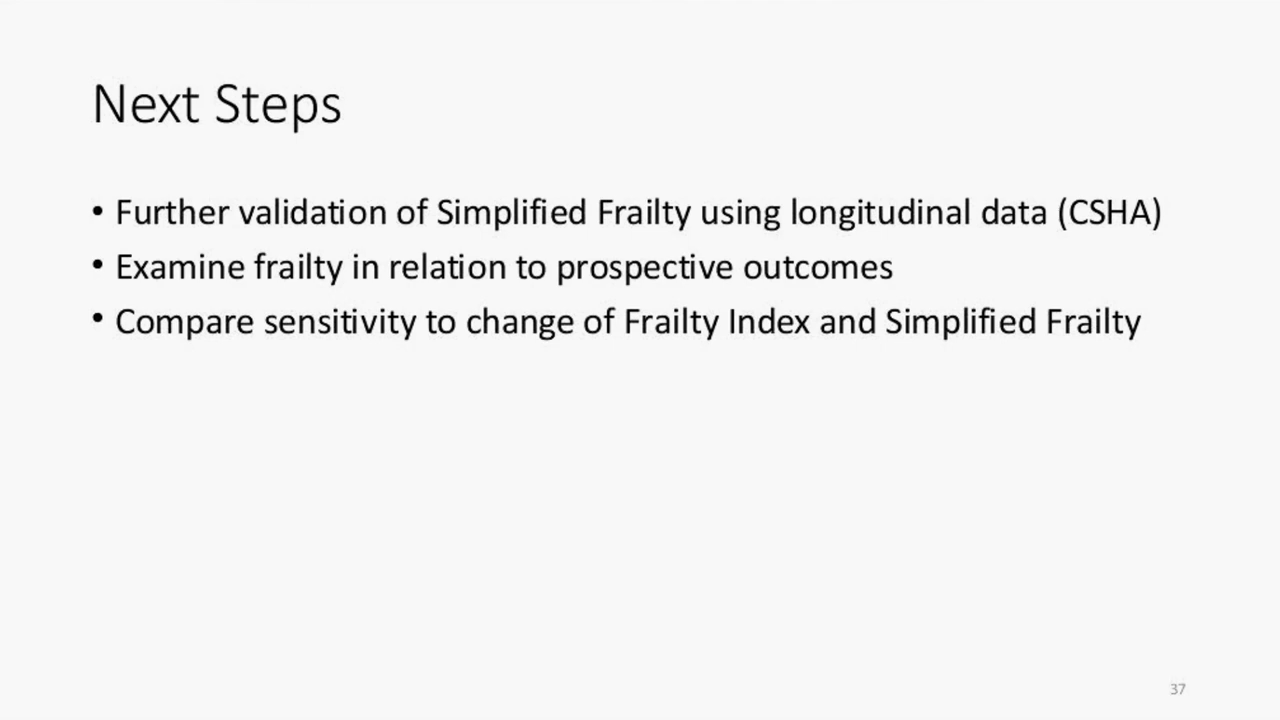 Next Steps
• Further validation of Simplified Frailty using longitudinal data (CSHA)
• Examine frailty in relation to prospective outcomes
• Compare sensitivity to change of Frailty Index and Simplified Frailty
37